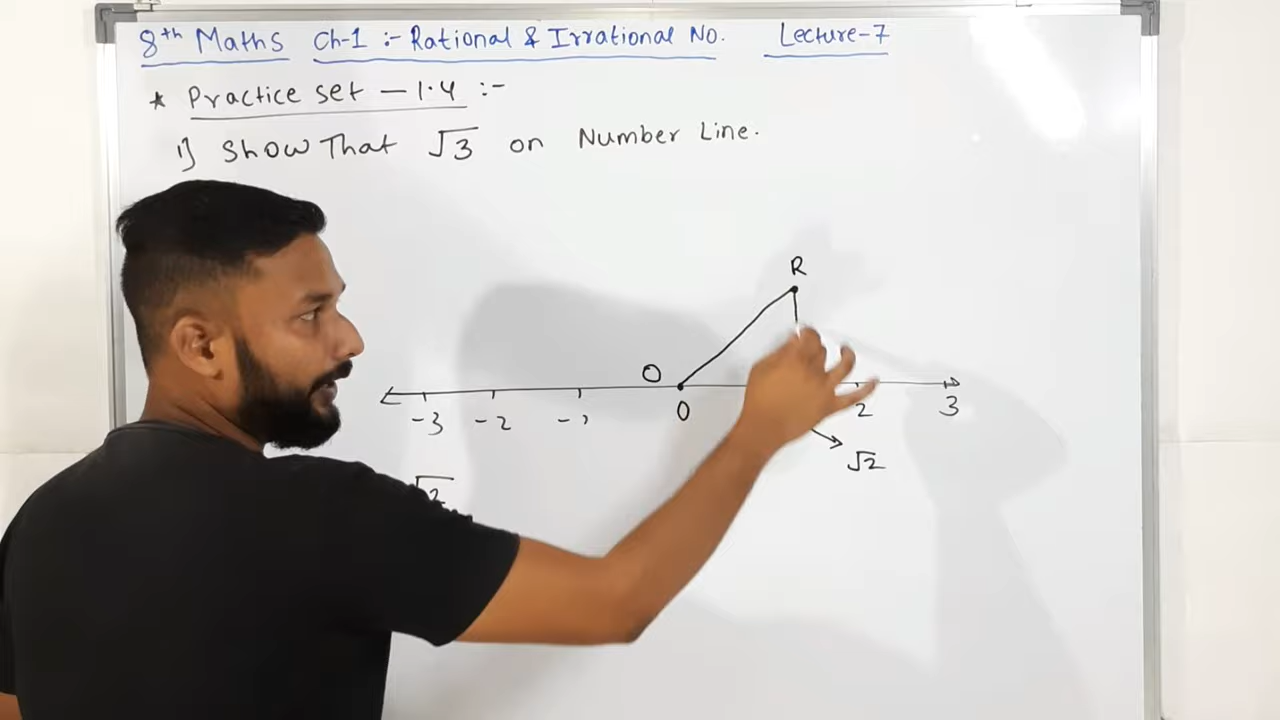 8th Maths Ch-1 :- Rational & Irrational No. Lecture-7
* Practice set - 1.4 :-
1) Show That √3 on Number Line.
R
O
-3 -2 -1 0 2 3
√2
√2